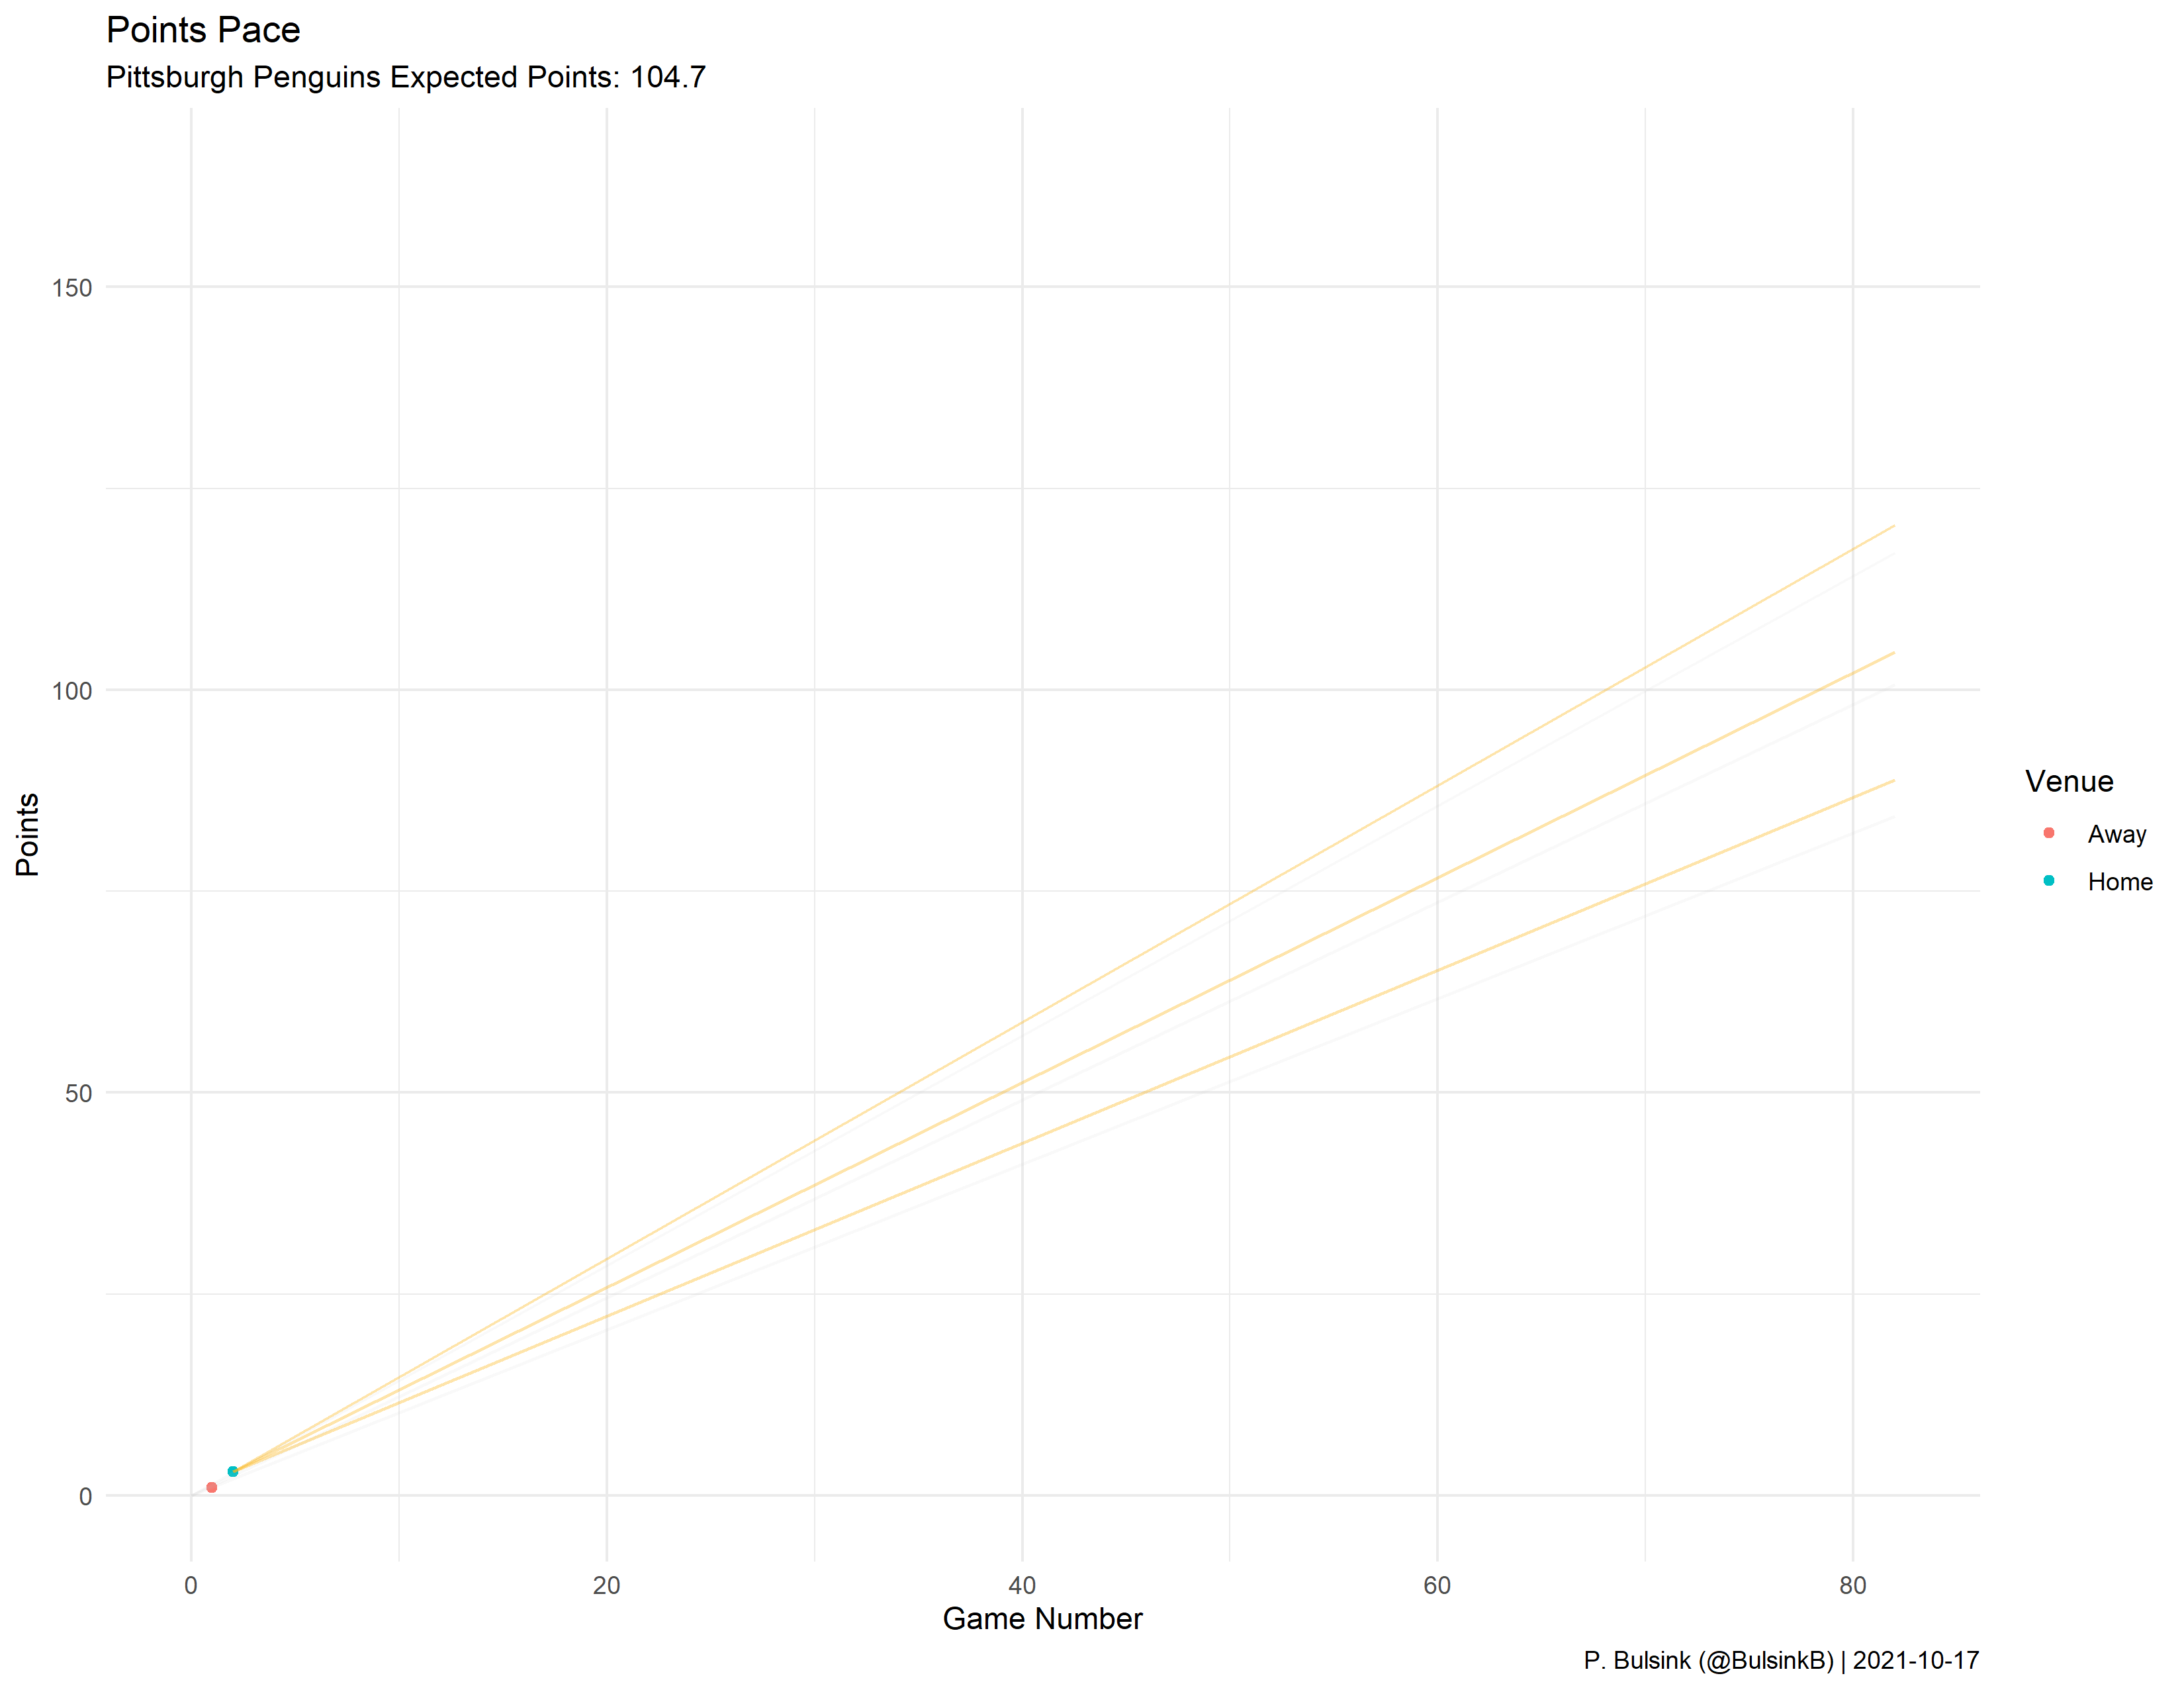 Points Pace
Pittsburgh Penguins Expected Points: 104.7
150
100
50
0
Points
0
20
40
60
80
Game Number
Venue
Away
Home
P. Bulsink (@BulsinkB) | 2021-10-17